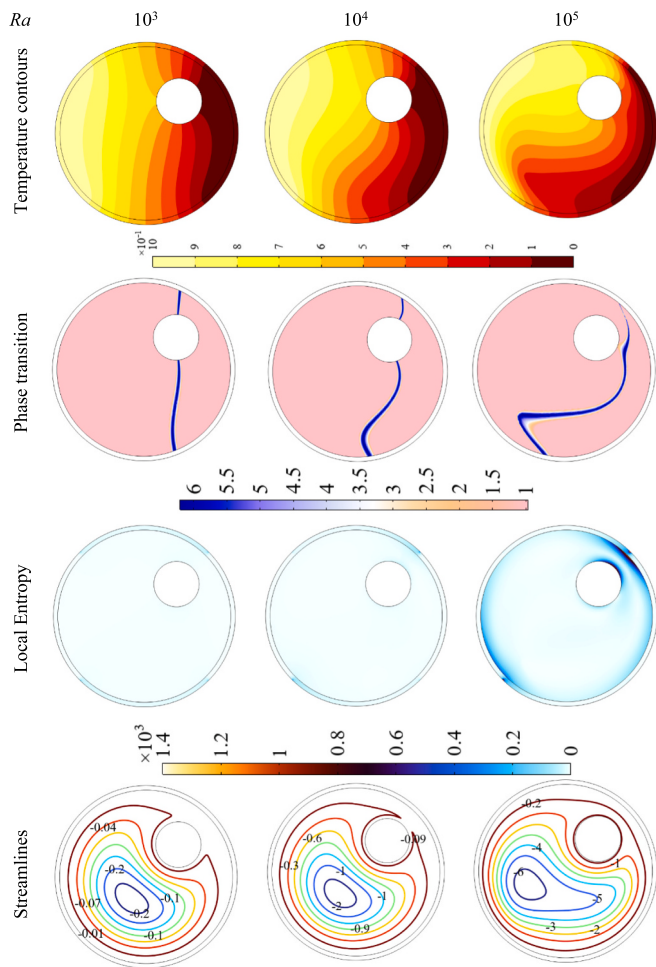 Ra 10³ 10⁴ 10⁵
Temperature contours
×10⁻¹
10 9 8 7 6 5 4 3 2 1 0
Phase transition
6 5.5 5 4.5 4 3.5 3 2.5 2 1.5 1
Local Entropy
×10³
1.4 1.2 1 0.8 0.6 0.4 0.2 0
Streamlines
-0.04 -0.2 -0.1 -0.07 -0.2 -0.1 -0.01
-0.09 -0.6 -0.3 -1 -1 -2 -0.9
-0.2 -4 -1 -6 -5 -3 -2